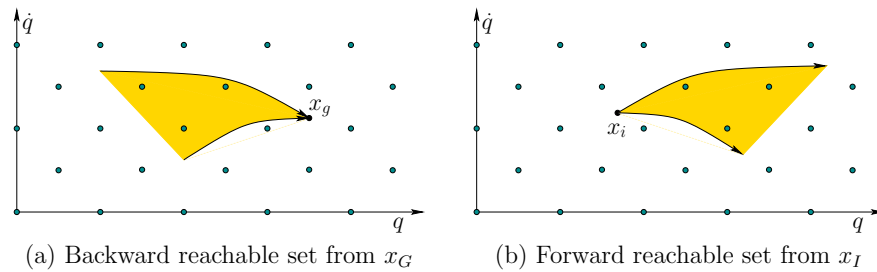 q̇
x_g
q
(a) Backward reachable set from x_G
q̇
x_i
q
(b) Forward reachable set from x_I